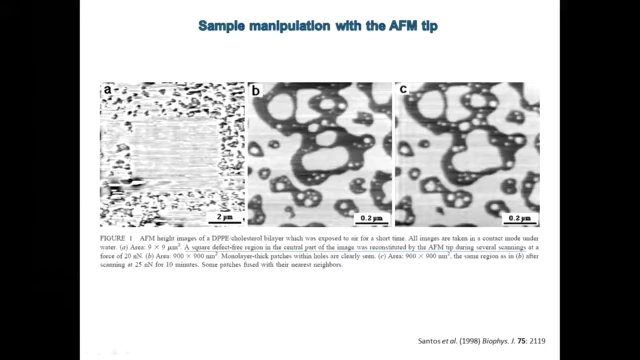 Sample manipulation with the AFM tip
a
b
c
2 μm
0.2 μm
0.2 μm
FIGURE 1 AFM height images of a DPPE/cholesterol bilayer which was exposed to air for a short time. All images are taken in a contact mode under
water. (a) Area: 9 × 9 μm². A square defect-free region in the central part of the image was reconstituted by the AFM tip during several scannings at a
force of 20 nN. (b) Area: 900 × 900 nm². Monolayer-thick patches within holes are clearly seen. (c) Area: 900 × 900 nm², the same region as in (b) after
scanning at 25 nN for 10 minutes. Some patches fused with their nearest neighbors.
Santos et al. (1998) Biophys. J. 75: 2119